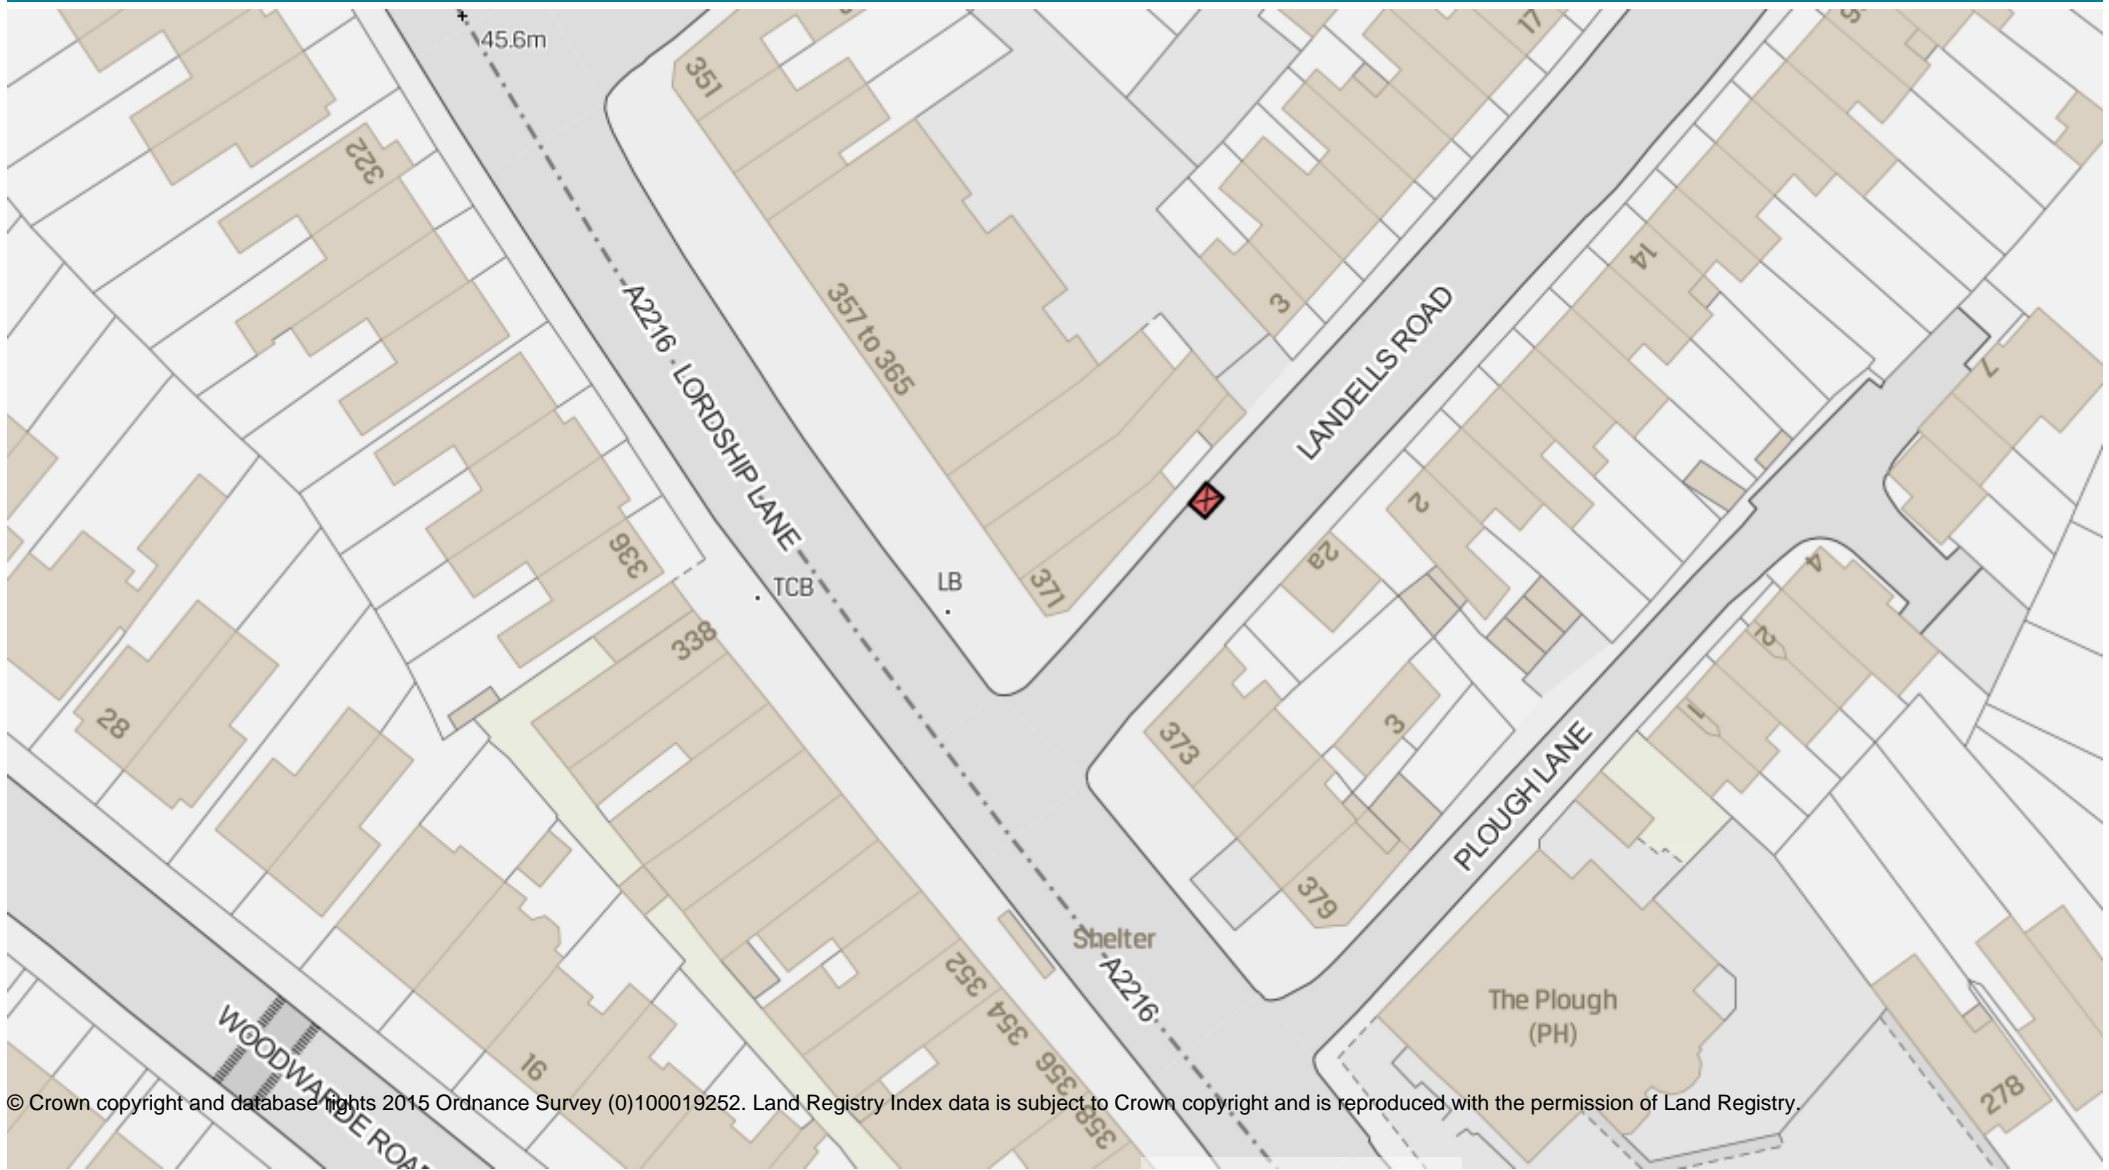 45.6m
351
17
322
A2216
LORDSHIP LANE
357 to 365
3
LANDELLS ROAD
14
7
336
TCB
LB
371
2a
2
4
338
28
373
3
2
1
PLOUGH LANE
379
Shelter
A2216
352
354
356
358
The Plough
(PH)
WOODWARDE ROAD
16
278
© Crown copyright and database rights 2015 Ordnance Survey (0)100019252. Land Registry Index data is subject to Crown copyright and is reproduced with the permission of Land Registry.